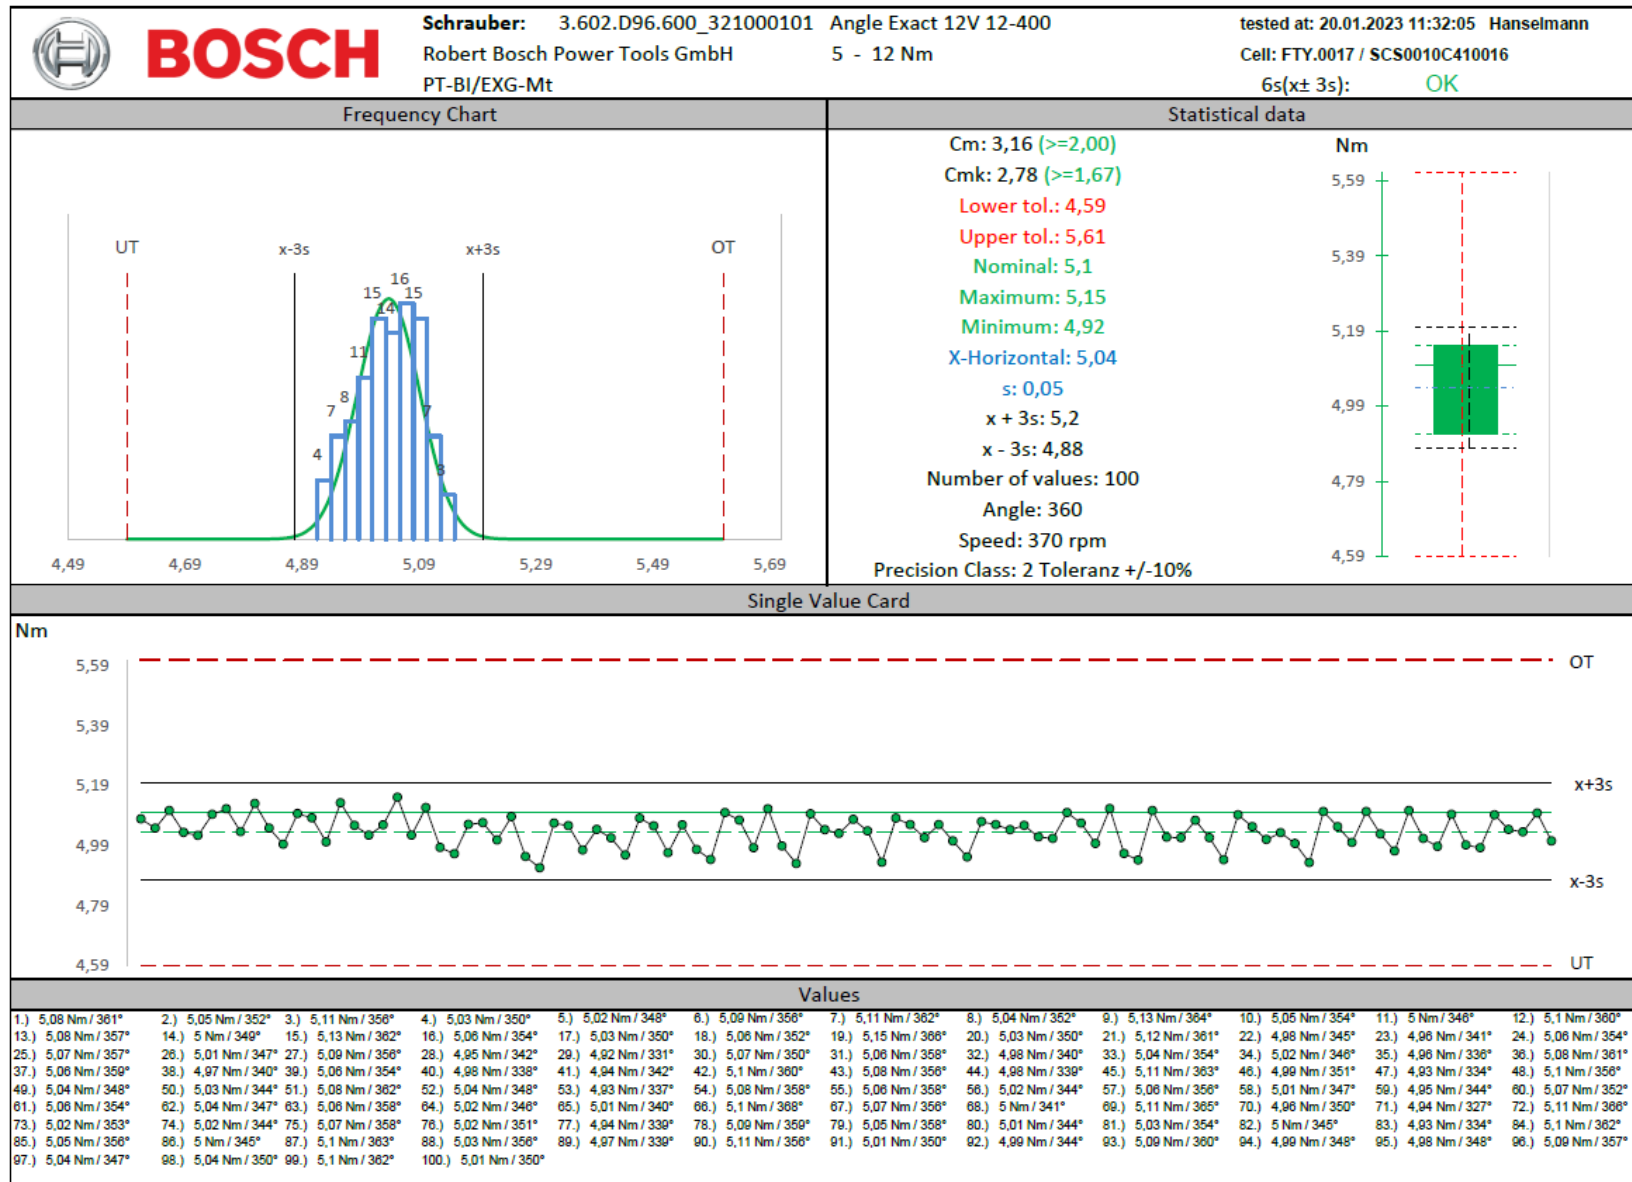 BOSCH
Schrauber: 3.602.D96.600_321000101 Angle Exact 12V 12-400
Robert Bosch Power Tools GmbH 5 - 12 Nm
PT-BI/EXG-Mt
tested at: 20.01.2023 11:32:05 Hanselmann
Cell: FTY.0017 / SCS0010C410016
6s(x± 3s): OK
Frequency Chart
UT x-3s x+3s OT
4 7 8 11 15 14 16 15 7 3
4,49 4,69 4,89 5,09 5,29 5,49 5,69
Statistical data
Cm: 3,16 (>=2,00)
Cmk: 2,78 (>=1,67)
Lower tol.: 4,59
Upper tol.: 5,61
Nominal: 5,1
Maximum: 5,15
Minimum: 4,92
X-Horizontal: 5,04
s: 0,05
x + 3s: 5,2
x - 3s: 4,88
Number of values: 100
Angle: 360
Speed: 370 rpm
Precision Class: 2 Toleranz +/-10%
Nm
5,59
5,39
5,19
4,99
4,79
4,59
Single Value Card
Nm
5,59 OT
5,39
5,19 x+3s
4,99
x-3s
4,79
4,59 UT
Values
1.) 5,08 Nm / 361° 2.) 5,05 Nm / 352° 3.) 5,11 Nm / 356° 4.) 5,03 Nm / 350° 5.) 5,02 Nm / 348° 6.) 5,09 Nm / 356° 7.) 5,11 Nm / 362° 8.) 5,04 Nm / 352° 9.) 5,13 Nm / 364° 10.) 5,05 Nm / 354° 11.) 5 Nm / 346° 12.) 5,1 Nm / 360°
13.) 5,08 Nm / 357° 14.) 5 Nm / 349° 15.) 5,13 Nm / 362° 16.) 5,06 Nm / 354° 17.) 5,03 Nm / 350° 18.) 5,06 Nm / 352° 19.) 5,15 Nm / 366° 20.) 5,03 Nm / 350° 21.) 5,12 Nm / 361° 22.) 4,98 Nm / 345° 23.) 4,96 Nm / 341° 24.) 5,06 Nm / 354°
25.) 5,07 Nm / 357° 26.) 5,01 Nm / 347° 27.) 5,09 Nm / 356° 28.) 4,95 Nm / 342° 29.) 4,92 Nm / 331° 30.) 5,07 Nm / 350° 31.) 5,06 Nm / 358° 32.) 4,98 Nm / 340° 33.) 5,04 Nm / 354° 34.) 5,02 Nm / 346° 35.) 4,96 Nm / 336° 36.) 5,08 Nm / 361°
37.) 5,06 Nm / 359° 38.) 4,97 Nm / 340° 39.) 5,06 Nm / 354° 40.) 4,98 Nm / 338° 41.) 4,94 Nm / 342° 42.) 5,1 Nm / 360° 43.) 5,08 Nm / 356° 44.) 4,98 Nm / 339° 45.) 5,11 Nm / 363° 46.) 4,99 Nm / 351° 47.) 4,93 Nm / 334° 48.) 5,1 Nm / 356°
49.) 5,04 Nm / 348° 50.) 5,03 Nm / 344° 51.) 5,08 Nm / 362° 52.) 5,04 Nm / 348° 53.) 4,93 Nm / 337° 54.) 5,08 Nm / 358° 55.) 5,06 Nm / 358° 56.) 5,02 Nm / 344° 57.) 5,06 Nm / 356° 58.) 5,01 Nm / 347° 59.) 4,95 Nm / 344° 60.) 5,07 Nm / 352°
61.) 5,06 Nm / 354° 62.) 5,04 Nm / 347° 63.) 5,06 Nm / 358° 64.) 5,02 Nm / 346° 65.) 5,01 Nm / 340° 66.) 5,1 Nm / 368° 67.) 5,07 Nm / 356° 68.) 5 Nm / 341° 69.) 5,11 Nm / 365° 70.) 4,96 Nm / 350° 71.) 4,94 Nm / 327° 72.) 5,11 Nm / 366°
73.) 5,02 Nm / 353° 74.) 5,02 Nm / 344° 75.) 5,07 Nm / 358° 76.) 5,02 Nm / 351° 77.) 4,94 Nm / 339° 78.) 5,09 Nm / 359° 79.) 5,05 Nm / 358° 80.) 5,01 Nm / 344° 81.) 5,03 Nm / 354° 82.) 5 Nm / 345° 83.) 4,93 Nm / 334° 84.) 5,1 Nm / 362°
85.) 5,05 Nm / 356° 86.) 5 Nm / 345° 87.) 5,1 Nm / 363° 88.) 5,03 Nm / 356° 89.) 4,97 Nm / 339° 90.) 5,11 Nm / 356° 91.) 5,01 Nm / 350° 92.) 4,99 Nm / 344° 93.) 5,09 Nm / 360° 94.) 4,99 Nm / 348° 95.) 4,98 Nm / 348° 96.) 5,09 Nm / 357°
97.) 5,04 Nm / 347° 98.) 5,04 Nm / 350° 99.) 5,1 Nm / 362° 100.) 5,01 Nm / 350°